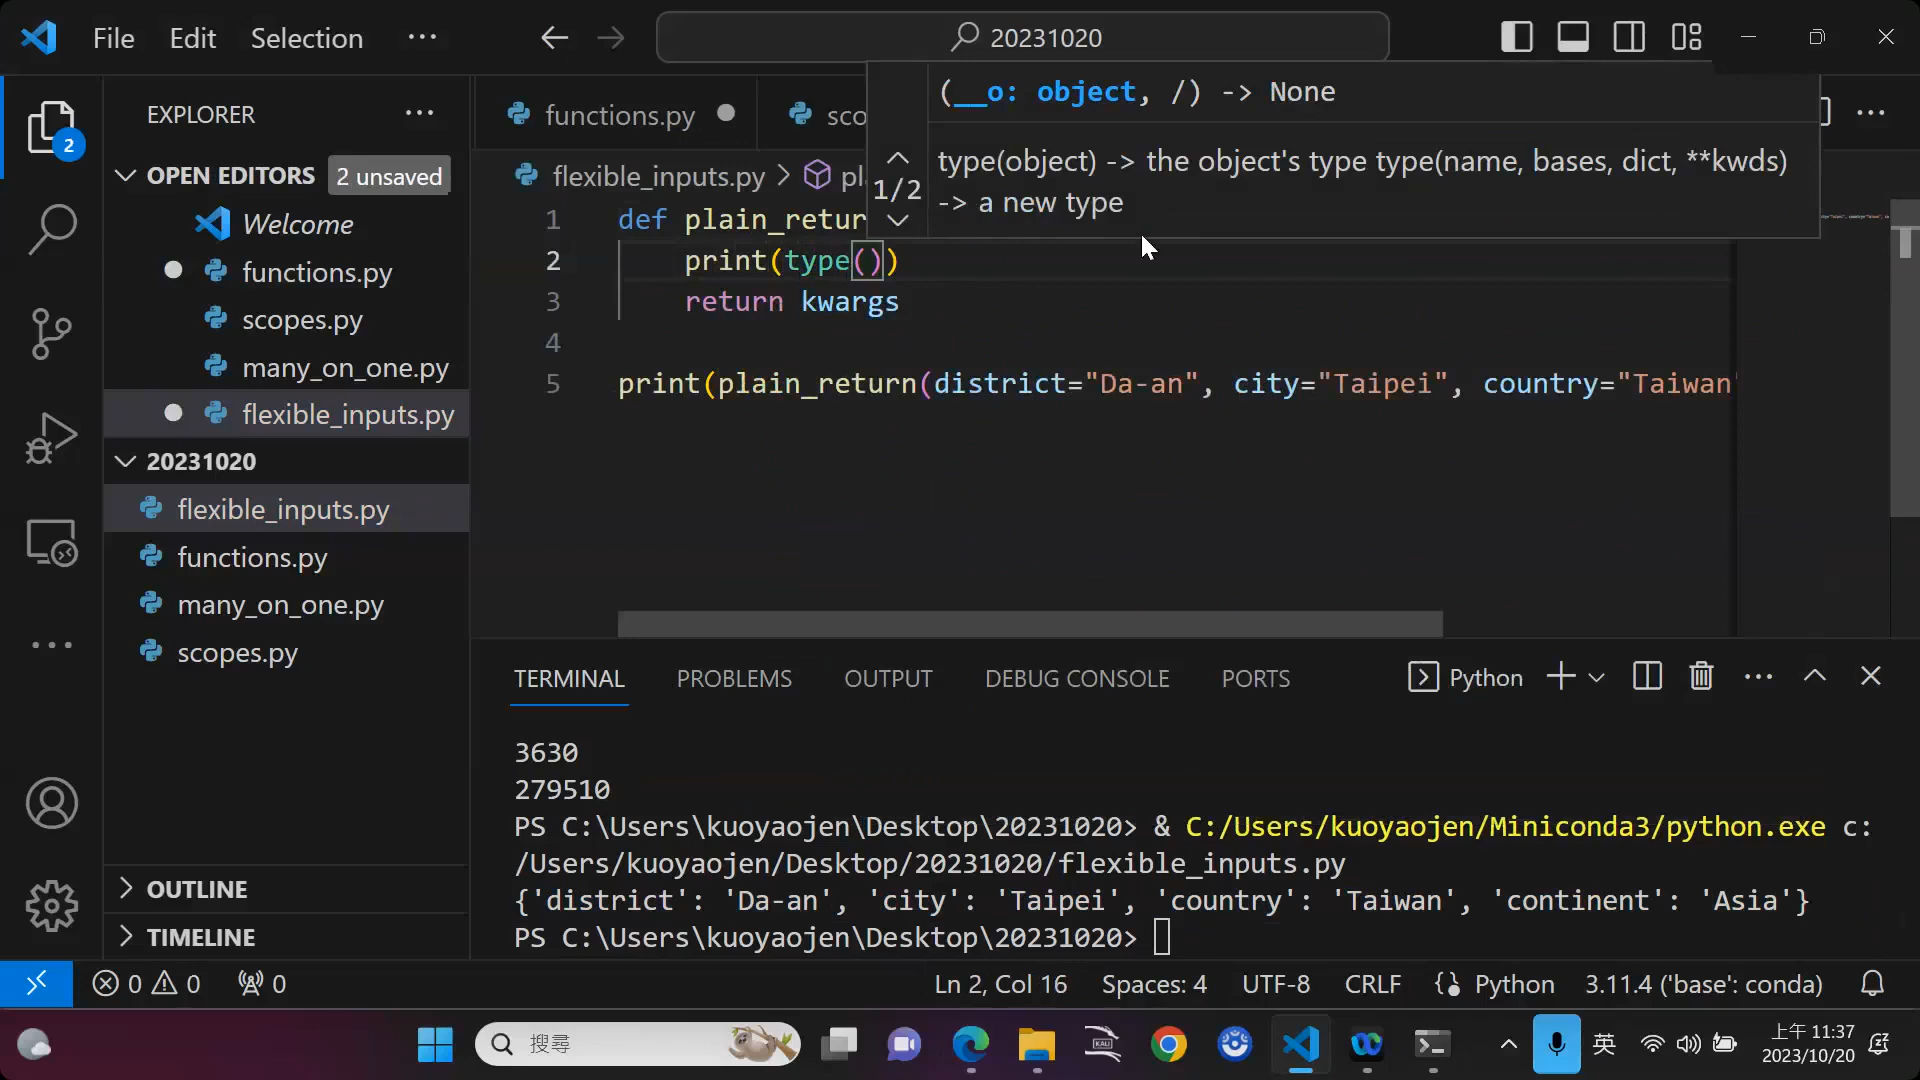 File Edit Selection ··· 20231020
EXPLORER ···
OPEN EDITORS 2 unsaved
Welcome
functions.py
scopes.py
many_on_one.py
flexible_inputs.py
20231020
flexible_inputs.py
functions.py
many_on_one.py
scopes.py
OUTLINE
TIMELINE
2
functions.py sco
flexible_inputs.py > pl
(__o: object, /) -> None
1/2
type(object) -> the object's type type(name, bases, dict, **kwds)
-> a new type
1 def plain_retur
2 print(type())
3 return kwargs
4
5 print(plain_return(district="Da-an", city="Taipei", country="Taiwan
TERMINAL PROBLEMS OUTPUT DEBUG CONSOLE PORTS Python
3630
279510
PS C:\Users\kuoyaojen\Desktop\20231020> & C:/Users/kuoyaojen/Miniconda3/python.exe c:
/Users/kuoyaojen/Desktop/20231020/flexible_inputs.py
{'district': 'Da-an', 'city': 'Taipei', 'country': 'Taiwan', 'continent': 'Asia'}
PS C:\Users\kuoyaojen\Desktop\20231020>
0 0 0 Ln 2, Col 16 Spaces: 4 UTF-8 CRLF Python 3.11.4 ('base': conda)
搜尋 英 上午 11:37
2023/10/20